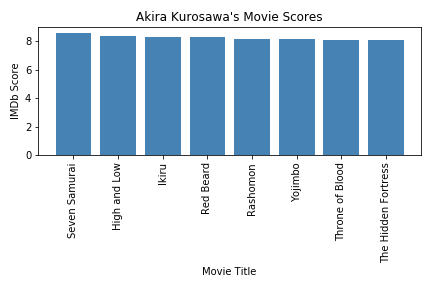 Akira Kurosawa's Movie Scores
IMDb Score
8
6
4
2
0
Seven Samurai
High and Low
Ikiru
Red Beard
Rashomon
Yojimbo
Throne of Blood
The Hidden Fortress
Movie Title